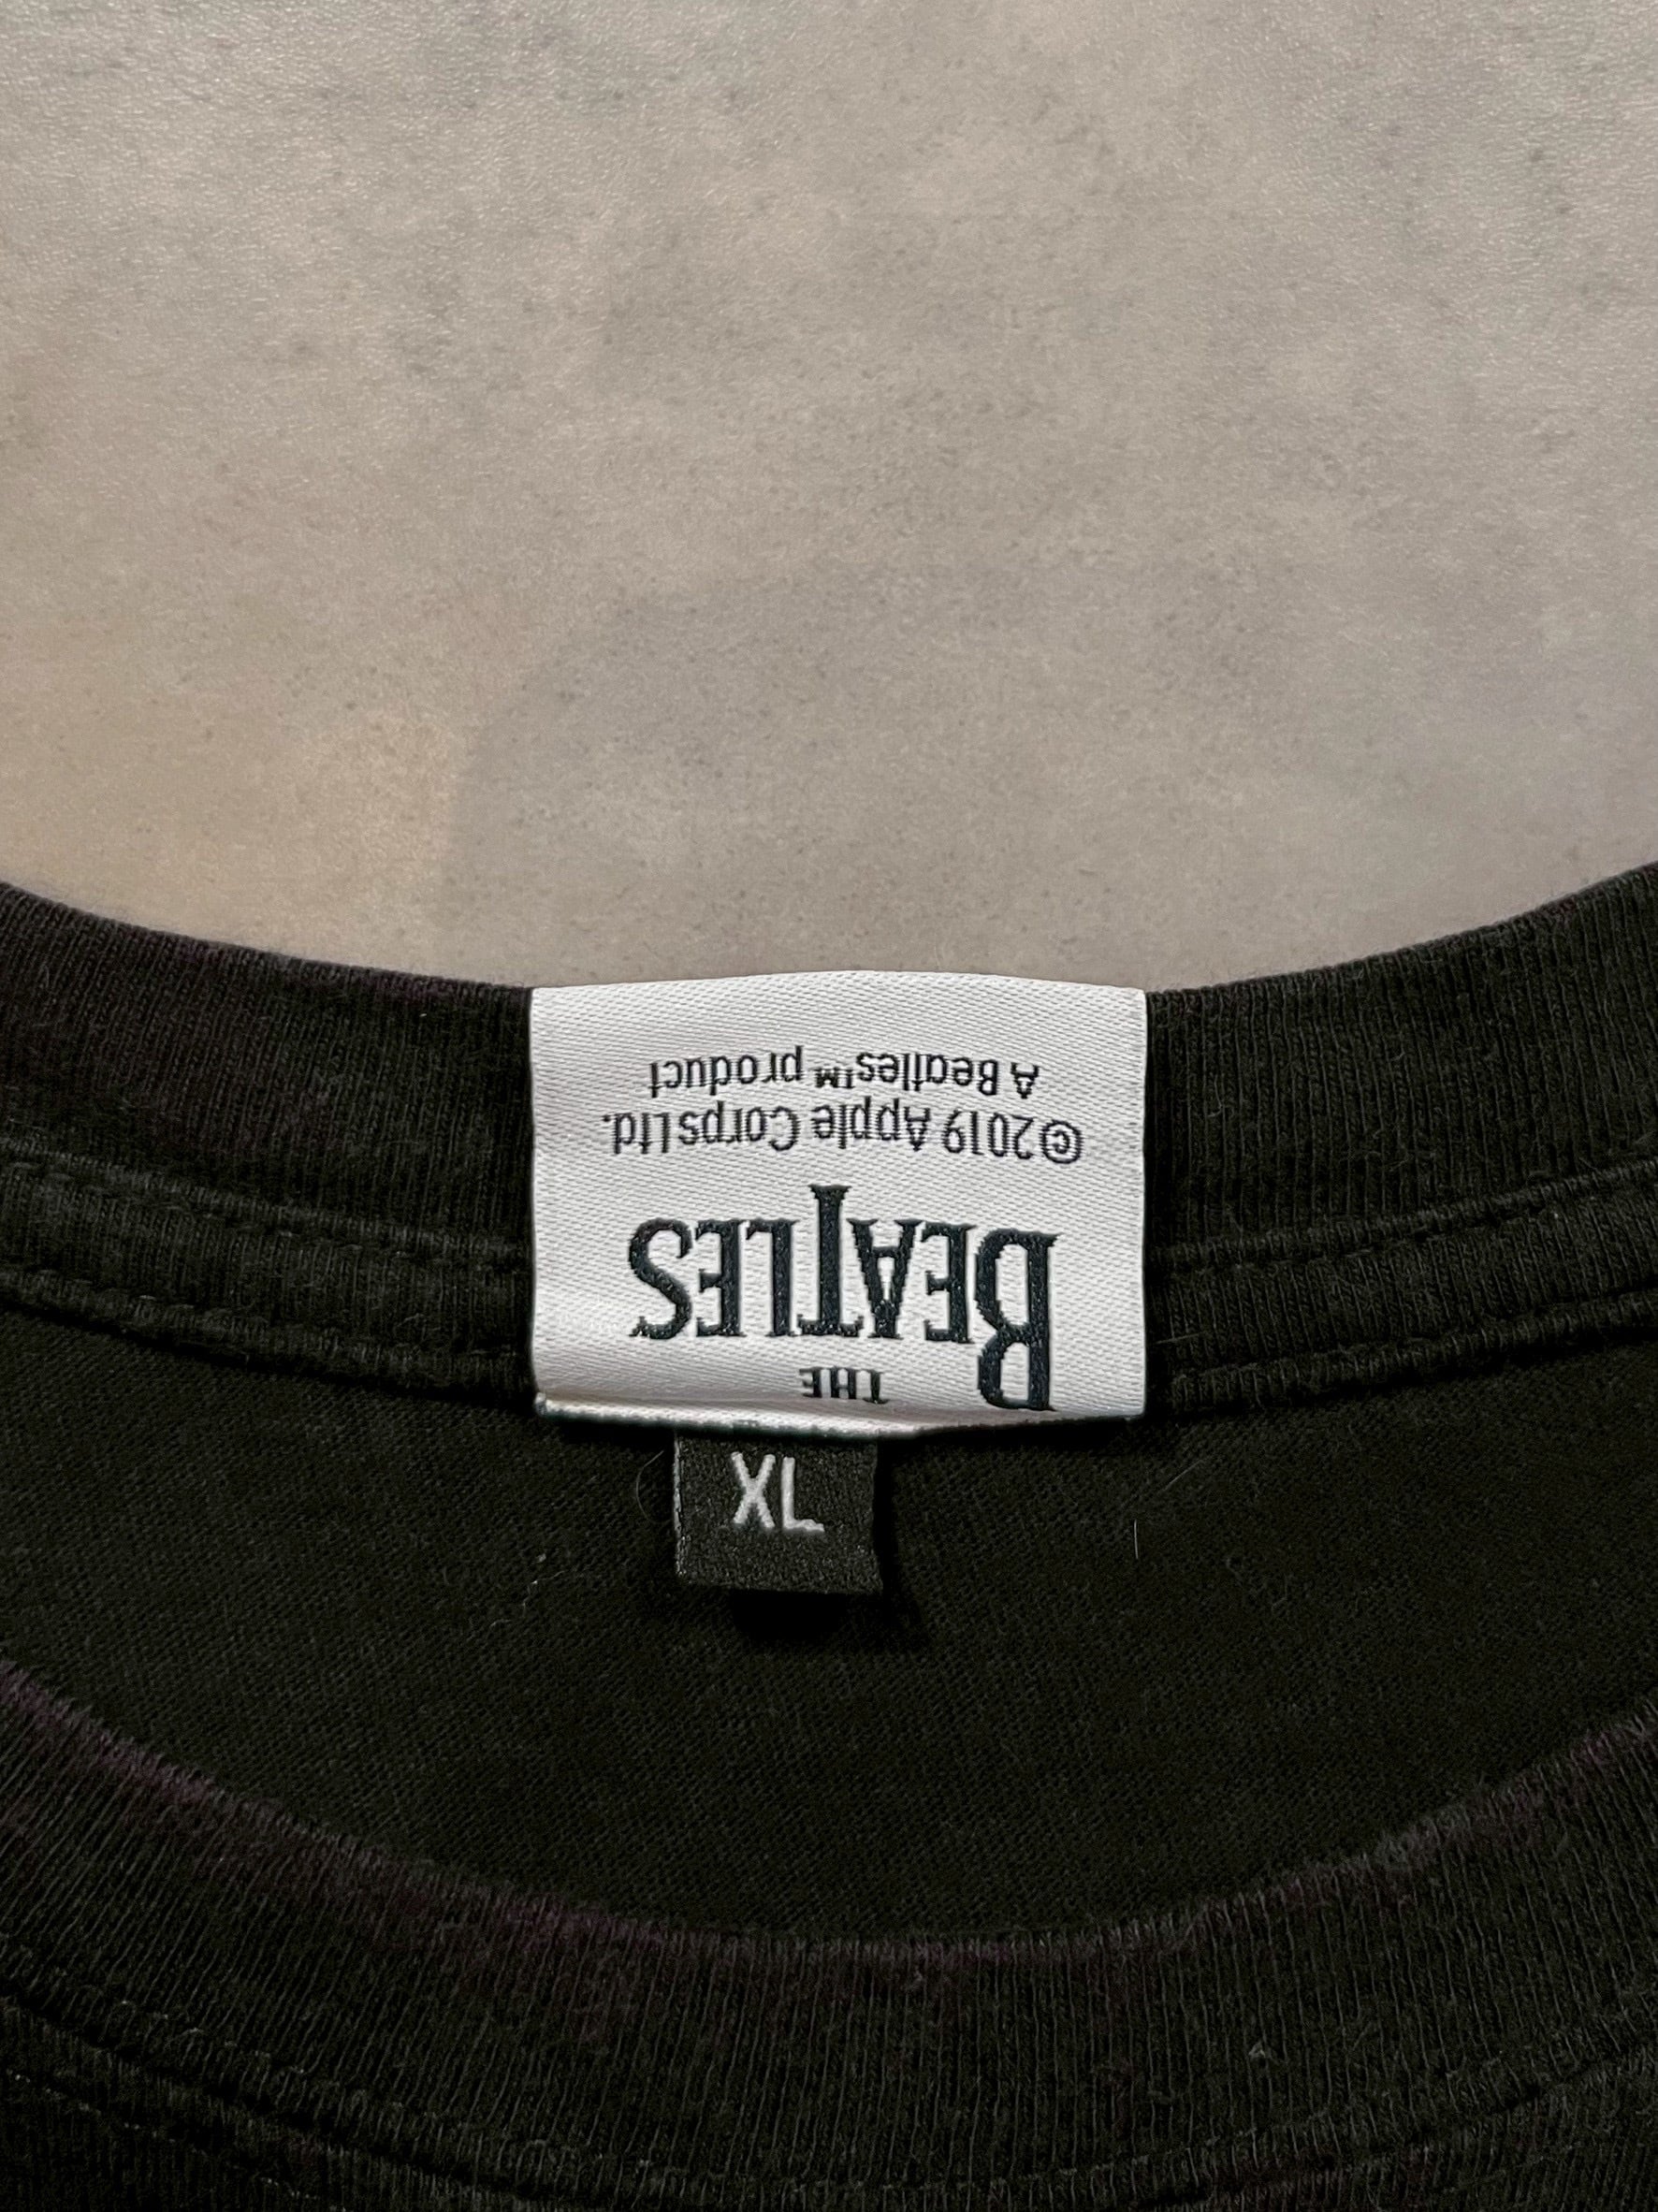 THE
BEATLES
©2019 Apple Corps Ltd.
A Beatles™ product
XL